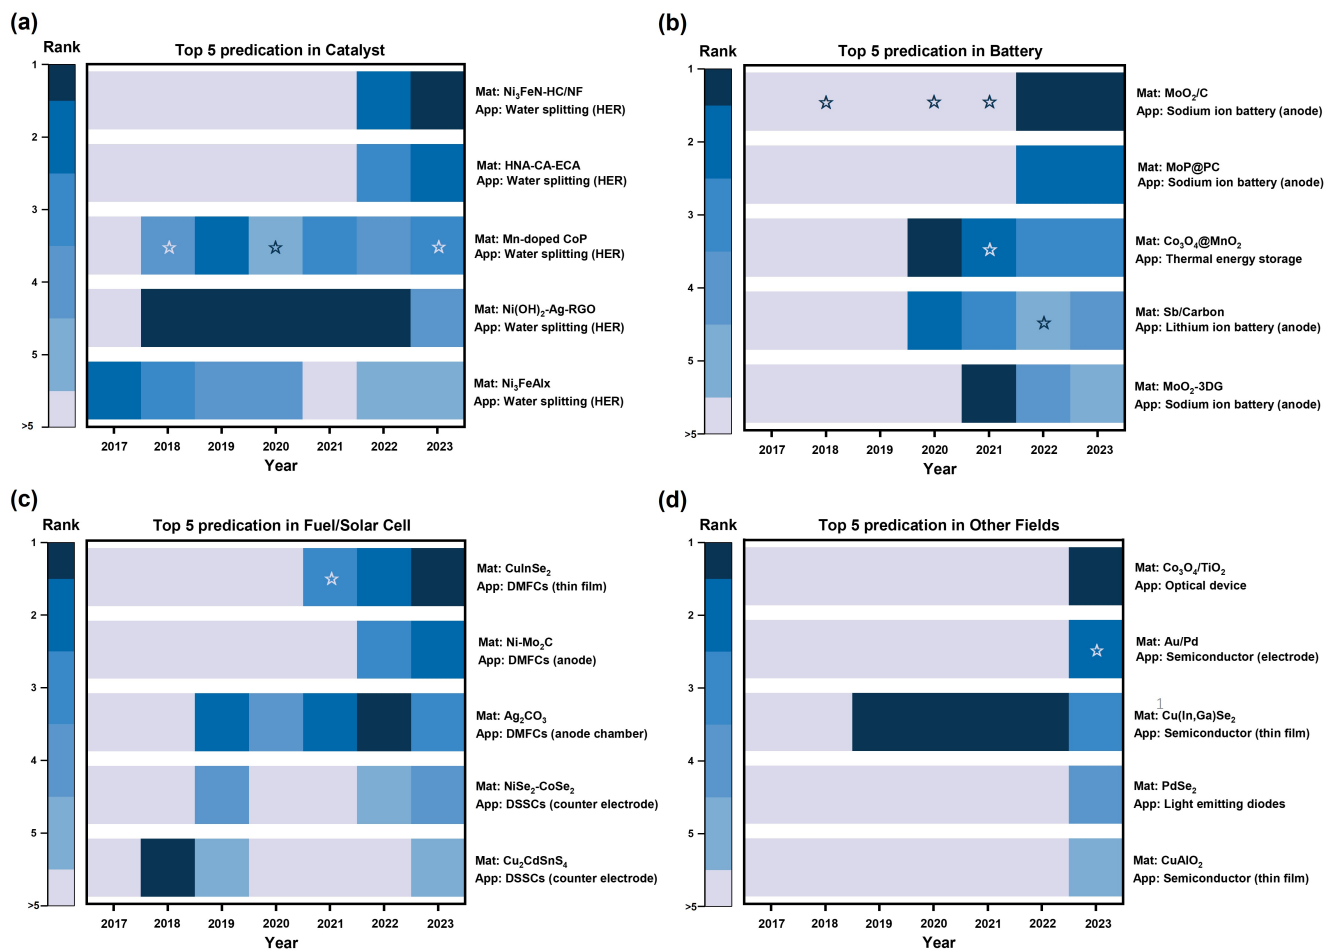 (a)
Top 5 predication in Catalyst
Rank
1
2
3
4
5
>5
Mat: Ni₃FeN-HC/NF
App: Water splitting (HER)
Mat: HNA-CA-ECA
App: Water splitting (HER)
Mat: Mn-doped CoP
App: Water splitting (HER)
Mat: Ni(OH)₂-Ag-RGO
App: Water splitting (HER)
Mat: Ni₃FeAlx
App: Water splitting (HER)
2017 2018 2019 2020 2021 2022 2023
Year
(b)
Top 5 predication in Battery
Rank
1
2
3
4
5
>5
Mat: MoO₂/C
App: Sodium ion battery (anode)
Mat: MoP@PC
App: Sodium ion battery (anode)
Mat: Co₃O₄@MnO₂
App: Thermal energy storage
Mat: Sb/Carbon
App: Lithium ion battery (anode)
Mat: MoO₂-3DG
App: Sodium ion battery (anode)
2017 2018 2019 2020 2021 2022 2023
Year
(c)
Top 5 predication in Fuel/Solar Cell
Rank
1
2
3
4
5
>5
Mat: CuInSe₂
App: DMFCs (thin film)
Mat: Ni-Mo₂C
App: DMFCs (anode)
Mat: Ag₂CO₃
App: DMFCs (anode chamber)
Mat: NiSe₂-CoSe₂
App: DSSCs (counter electrode)
Mat: Cu₂CdSnS₄
App: DSSCs (counter electrode)
2017 2018 2019 2020 2021 2022 2023
Year
(d)
Top 5 predication in Other Fields
Rank
1
2
3
4
5
>5
Mat: Co₃O₄/TiO₂
App: Optical device
Mat: Au/Pd
App: Semiconductor (electrode)
1
Mat: Cu(In,Ga)Se₂
App: Semiconductor (thin film)
Mat: PdSe₂
App: Light emitting diodes
Mat: CuAlO₂
App: Semiconductor (thin film)
2017 2018 2019 2020 2021 2022 2023
Year